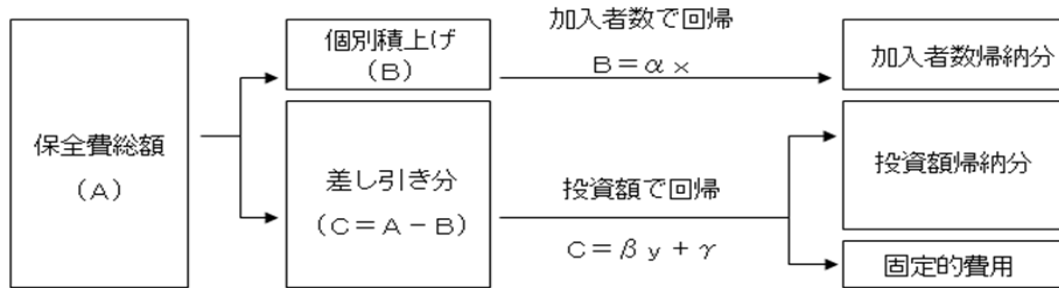 保全費総額
（A）
個別積上げ
（B）
差し引き分
（C＝A－B）
加入者数で回帰
B＝αx
投資額で回帰
C＝βy＋γ
加入者数帰納分
投資額帰納分
固定的費用